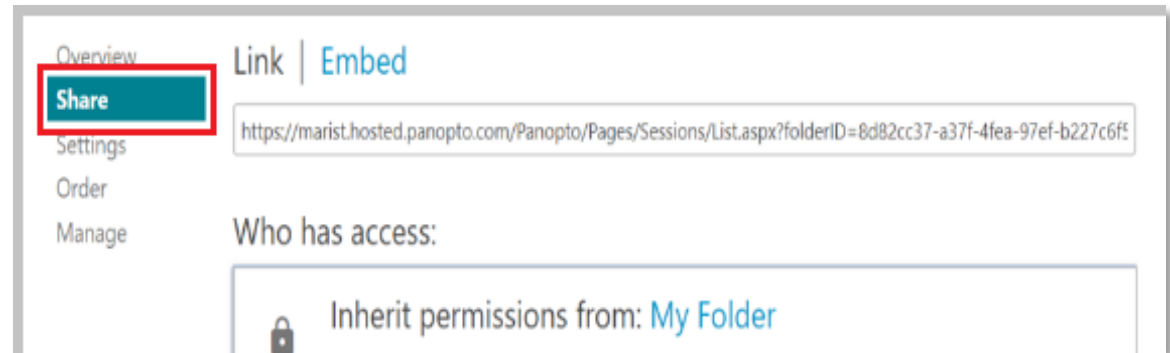 Overview
Share
Settings
Order
Manage
Link | Embed
https://marist.hosted.panopto.com/Panopto/Pages/Sessions/List.aspx?folderID=8d82cc37-a37f-4fea-97ef-b227c6f5
Who has access:
Inherit permissions from: My Folder